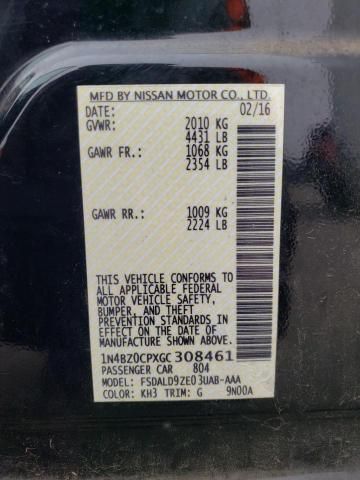 MFD BY NISSAN MOTOR CO., LTD.
DATE: 02/16
GVWR: 2010 KG
4431 LB
GAWR FR.: 1068 KG
2354 LB
GAWR RR.: 1009 KG
2224 LB
THIS VEHICLE CONFORMS TO
ALL APPLICABLE FEDERAL
MOTOR VEHICLE SAFETY,
BUMPER, AND THEFT
PREVENTION STANDARDS IN
EFFECT ON THE DATE OF
MANUFACTURE SHOWN ABOVE.
1N4BZ0CPXGC308461
PASSENGER CAR 804
MODEL: FSDALD9ZE03UAB-AAA
COLOR: KH3 TRIM: G 9N00A